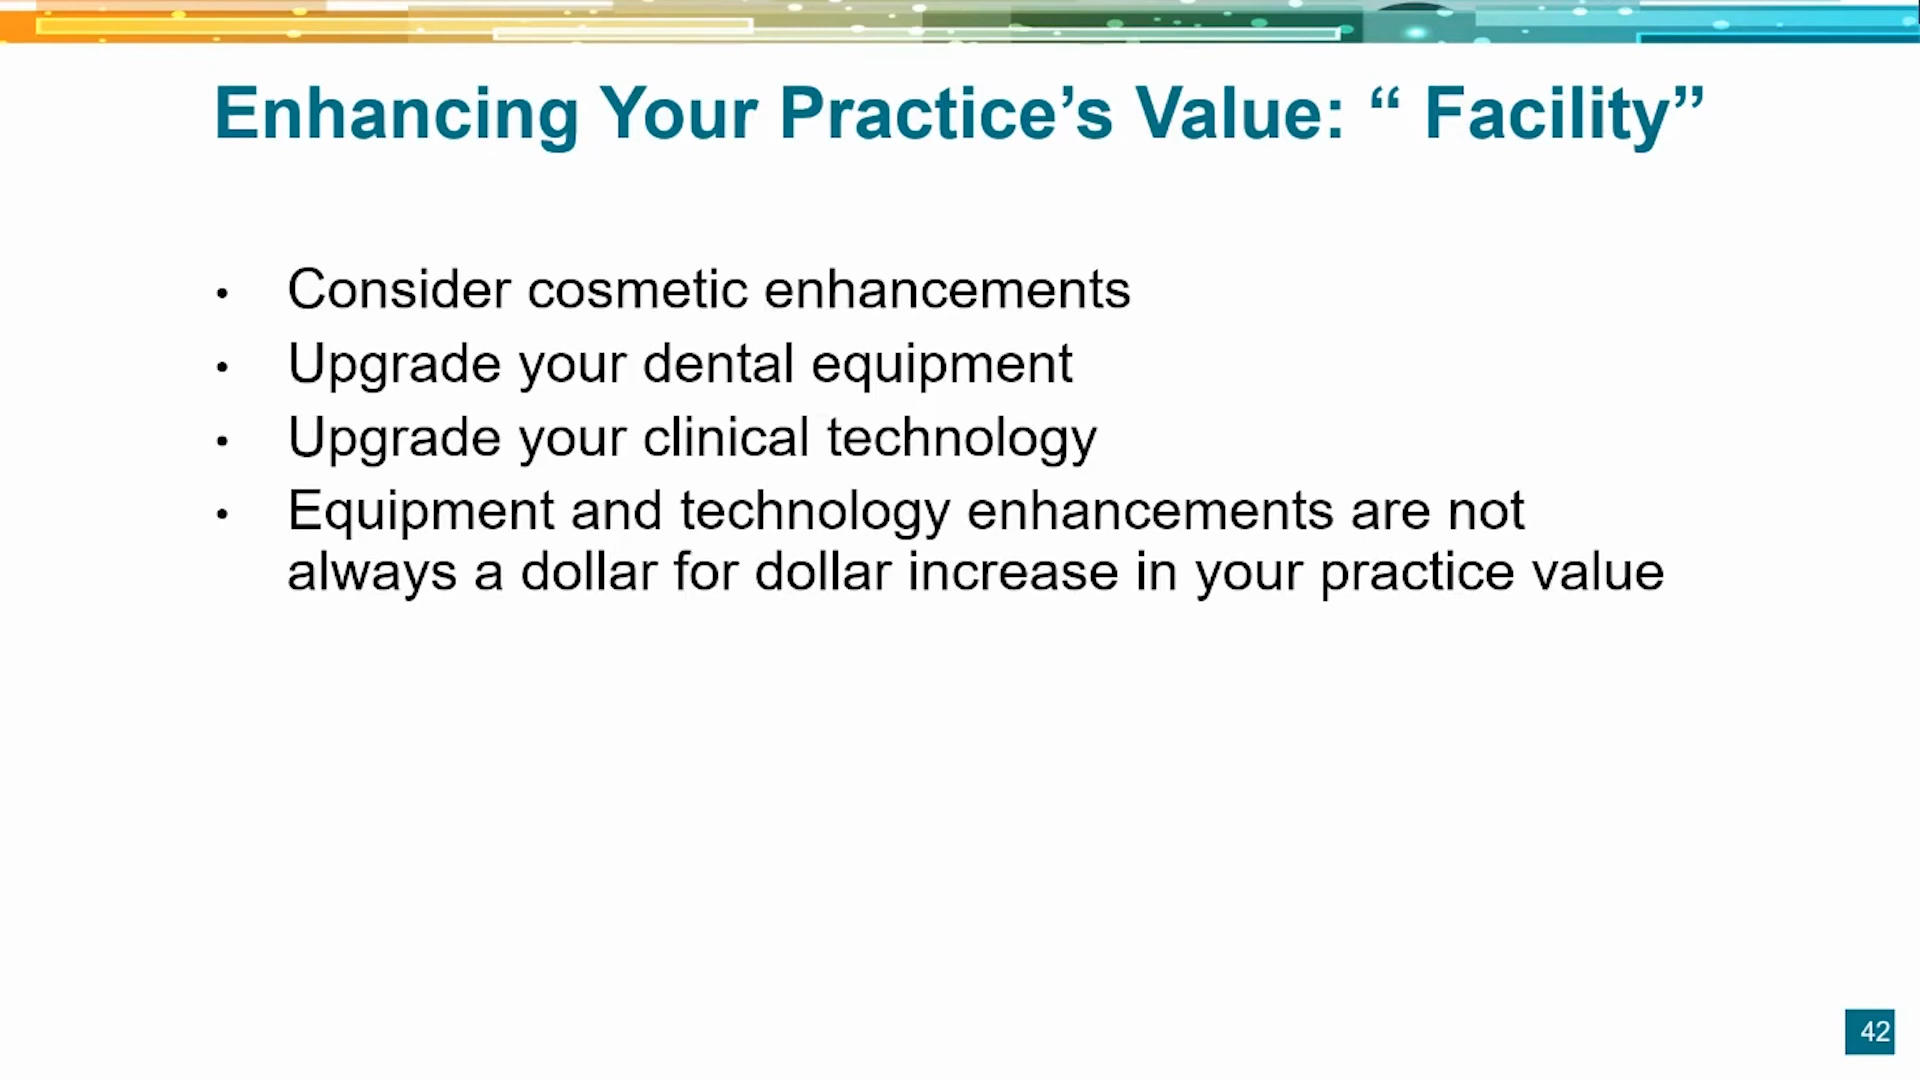 Enhancing Your Practice’s Value: “ Facility”
• Consider cosmetic enhancements
• Upgrade your dental equipment
• Upgrade your clinical technology
• Equipment and technology enhancements are not
always a dollar for dollar increase in your practice value
42